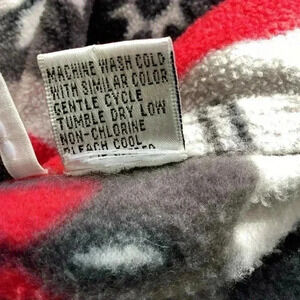 MACHINE WASH COLD
WITH SIMILAR COLOR
GENTLE CYCLE
TUMBLE DRY LOW
NON-CHLORINE
BLEACH COOL